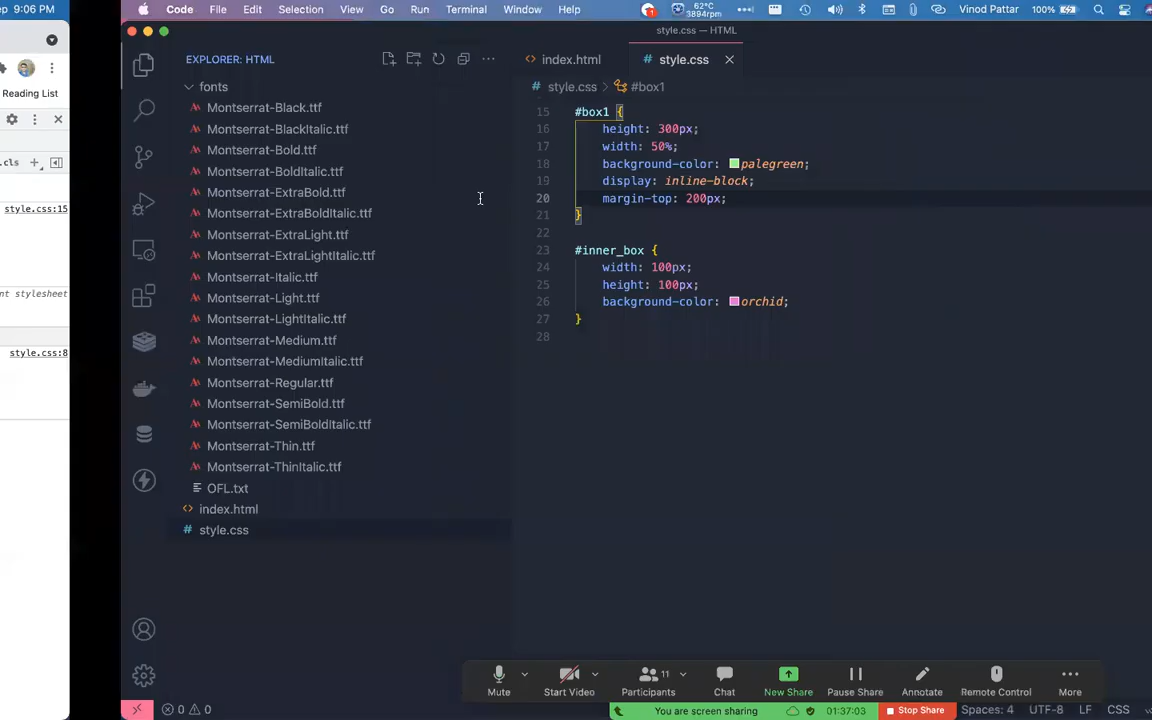 ep 9:06 PM
Code File Edit Selection View Go Run Terminal Window Help
1
62°C
3894rpm
Vinod Pattar
100%
Reading List
.cls
style.css:15
nt stylesheet
style.css:8
style.css — HTML
EXPLORER: HTML
fonts
Montserrat-Black.ttf
Montserrat-BlackItalic.ttf
Montserrat-Bold.ttf
Montserrat-BoldItalic.ttf
Montserrat-ExtraBold.ttf
Montserrat-ExtraBoldItalic.ttf
Montserrat-ExtraLight.ttf
Montserrat-ExtraLightItalic.ttf
Montserrat-Italic.ttf
Montserrat-Light.ttf
Montserrat-LightItalic.ttf
Montserrat-Medium.ttf
Montserrat-MediumItalic.ttf
Montserrat-Regular.ttf
Montserrat-SemiBold.ttf
Montserrat-SemiBoldItalic.ttf
Montserrat-Thin.ttf
Montserrat-ThinItalic.ttf
OFL.txt
index.html
style.css
index.html
style.css
style.css > #box1
15 #box1 {
16 height: 300px;
17 width: 50%;
18 background-color: palegreen;
19 display: inline-block;
20 margin-top: 200px;
21 }
22
23 #inner_box {
24 width: 100px;
25 height: 100px;
26 background-color: orchid;
27 }
28
Mute
Start Video
11
Participants
Chat
New Share
Pause Share
Annotate
Remote Control
More
You are screen sharing
01:37:03
Stop Share
0 0
Spaces: 4 UTF-8 LF CSS